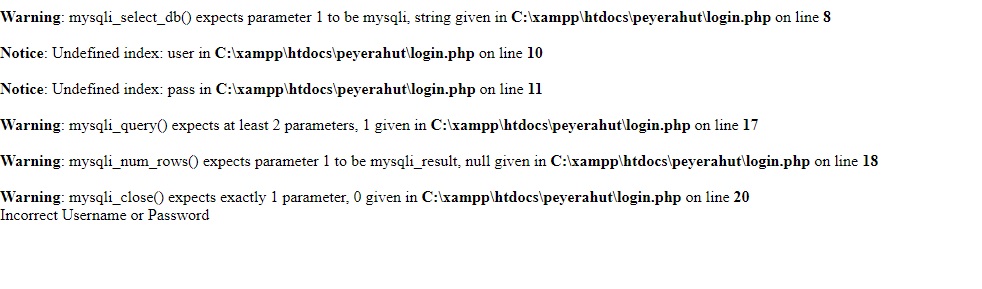 Warning: mysqli_select_db() expects parameter 1 to be mysqli, string given in C:\xampp\htdocs\peyerahut\login.php on line 8
Notice: Undefined index: user in C:\xampp\htdocs\peyerahut\login.php on line 10
Notice: Undefined index: pass in C:\xampp\htdocs\peyerahut\login.php on line 11
Warning: mysqli_query() expects at least 2 parameters, 1 given in C:\xampp\htdocs\peyerahut\login.php on line 17
Warning: mysqli_num_rows() expects parameter 1 to be mysqli_result, null given in C:\xampp\htdocs\peyerahut\login.php on line 18
Warning: mysqli_close() expects exactly 1 parameter, 0 given in C:\xampp\htdocs\peyerahut\login.php on line 20
Incorrect Username or Password